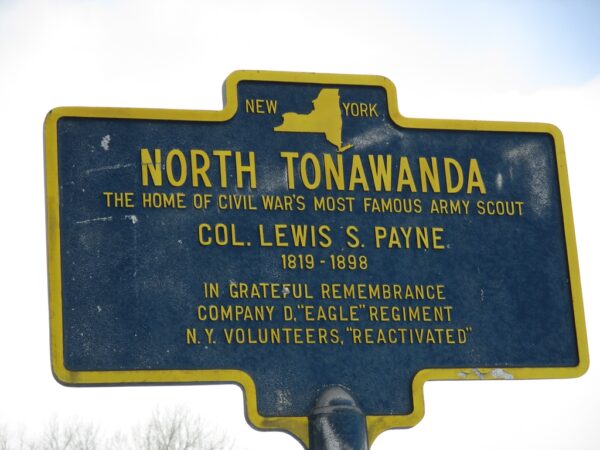 NEW YORK
NORTH TONAWANDA
THE HOME OF CIVIL WAR'S MOST FAMOUS ARMY SCOUT
COL. LEWIS S. PAYNE
1819 - 1898
IN GRATEFUL REMEMBRANCE
COMPANY D, "EAGLE" REGIMENT
N.Y. VOLUNTEERS, "REACTIVATED"